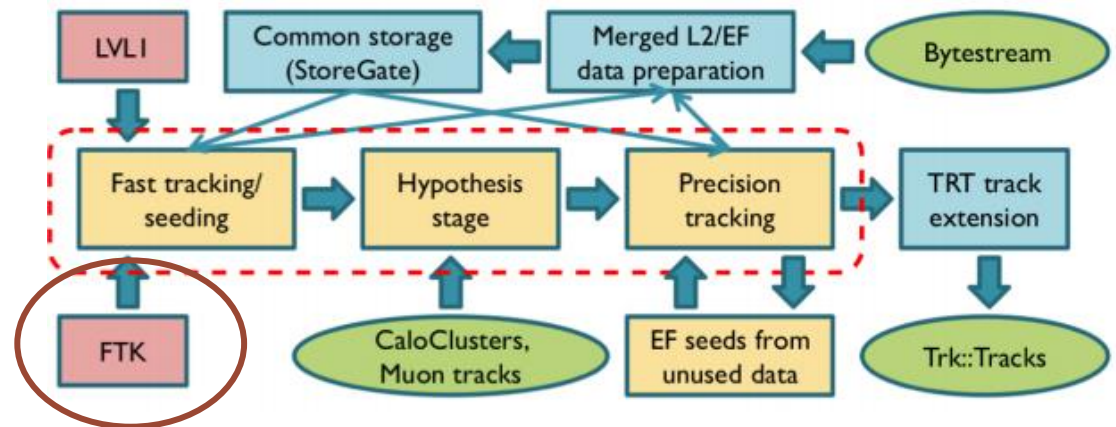 LVL1
Common storage
(StoreGate)
Merged L2/EF
data preparation
Bytestream
Fast tracking/
seeding
Hypothesis
stage
Precision
tracking
TRT track
extension
FTK
CaloClusters,
Muon tracks
EF seeds from
unused data
Trk::Tracks